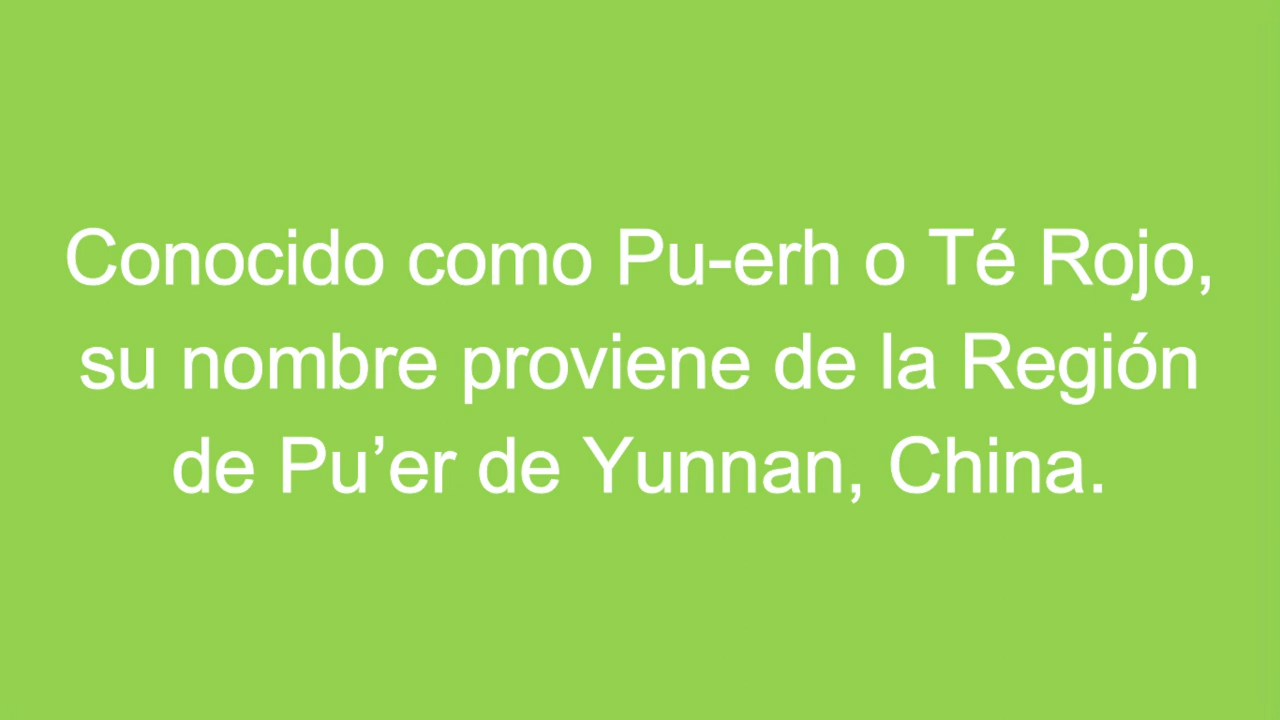 Conocido como Pu-erh o Té Rojo,
su nombre proviene de la Región
de Pu’er de Yunnan, China.